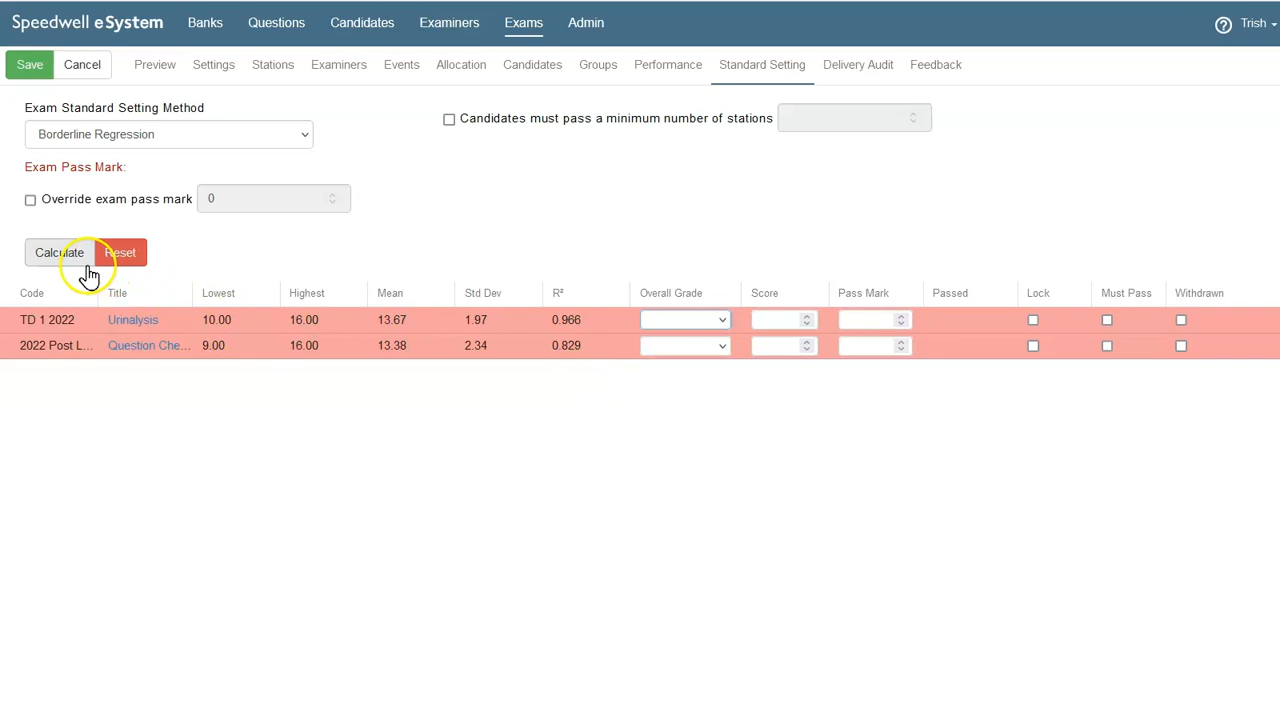 Speedwell eSystem Banks Questions Candidates Examiners Exams Admin Trish
Save Cancel Preview Settings Stations Examiners Events Allocation Candidates Groups Performance Standard Setting Delivery Audit Feedback
Exam Standard Setting Method
Candidates must pass a minimum number of stations
Borderline Regression
Exam Pass Mark:
Override exam pass mark 0
Calculate Reset
Code Title Lowest Highest Mean Std Dev R² Overall Grade Score Pass Mark Passed Lock Must Pass Withdrawn
TD 1 2022 Urinalysis 10.00 16.00 13.67 1.97 0.966
2022 Post L... Question Che... 9.00 16.00 13.38 2.34 0.829